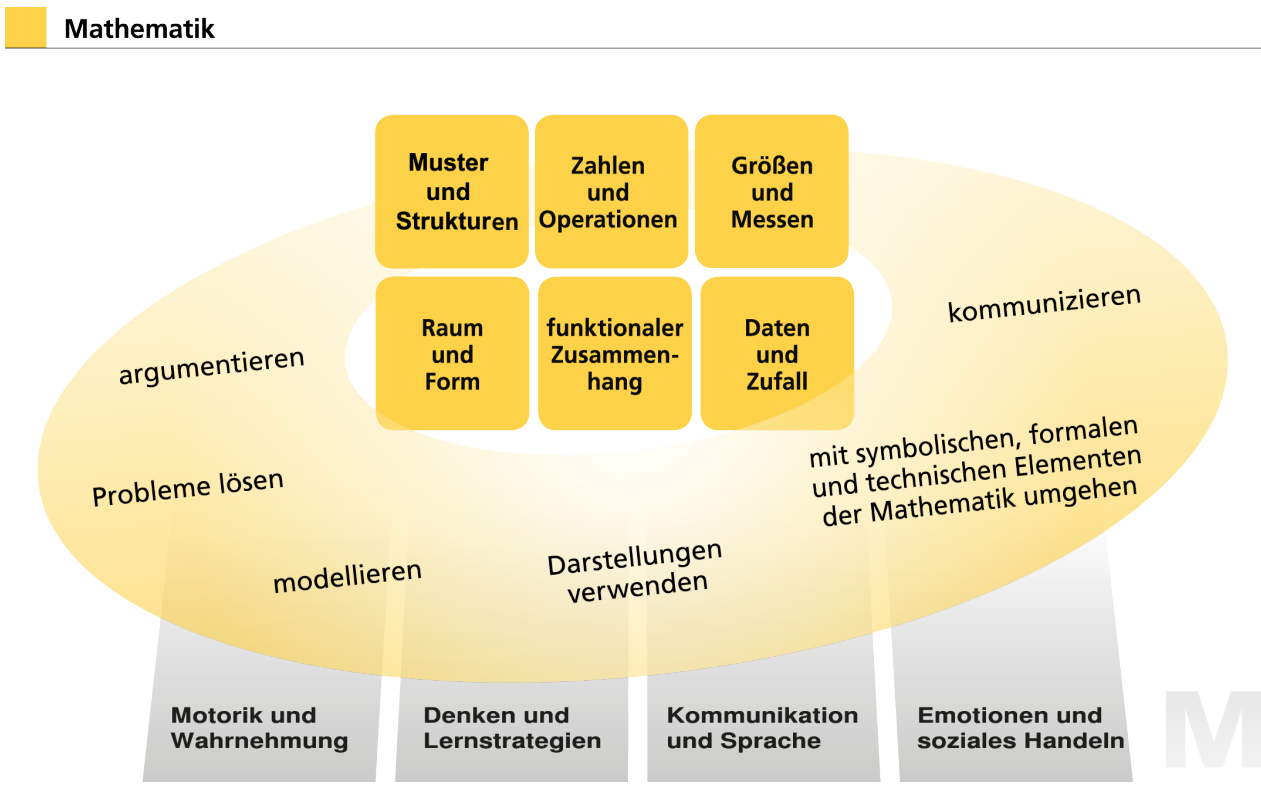 Mathematik
Muster
und
Strukturen
Zahlen
und
Operationen
Größen
und
Messen
Raum
und
Form
funktionaler
Zusammen-
hang
Daten
und
Zufall
kommunizieren
argumentieren
mit symbolischen, formalen
und technischen Elementen
der Mathematik umgehen
Probleme lösen
modellieren
Darstellungen
verwenden
Motorik und
Wahrnehmung
Denken und
Lernstrategien
Kommunikation
und Sprache
Emotionen und
soziales Handeln
M